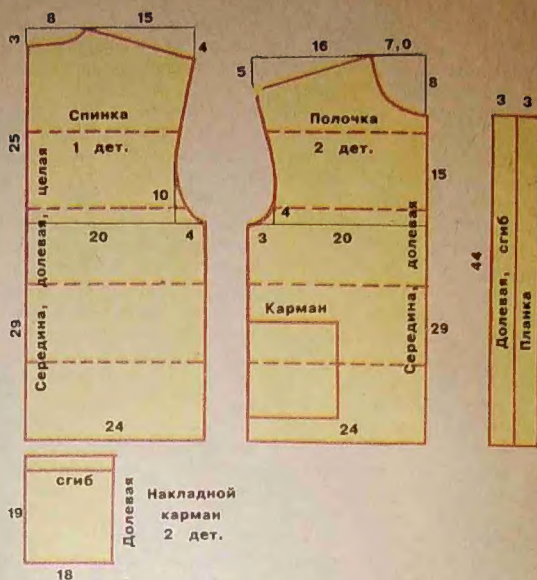 8 15
3
4
Спинка
1 дет.
25
Середина, долевая, целая
10
20 4
29
24
16 7,0
5
8
Полочка
2 дет.
15
Середина, долевая
4
3 20
Карман
29
24
3 3
44
Долевая, сгиб
Планка
сгиб
19
Долевая
Накладной
карман
2 дет.
18